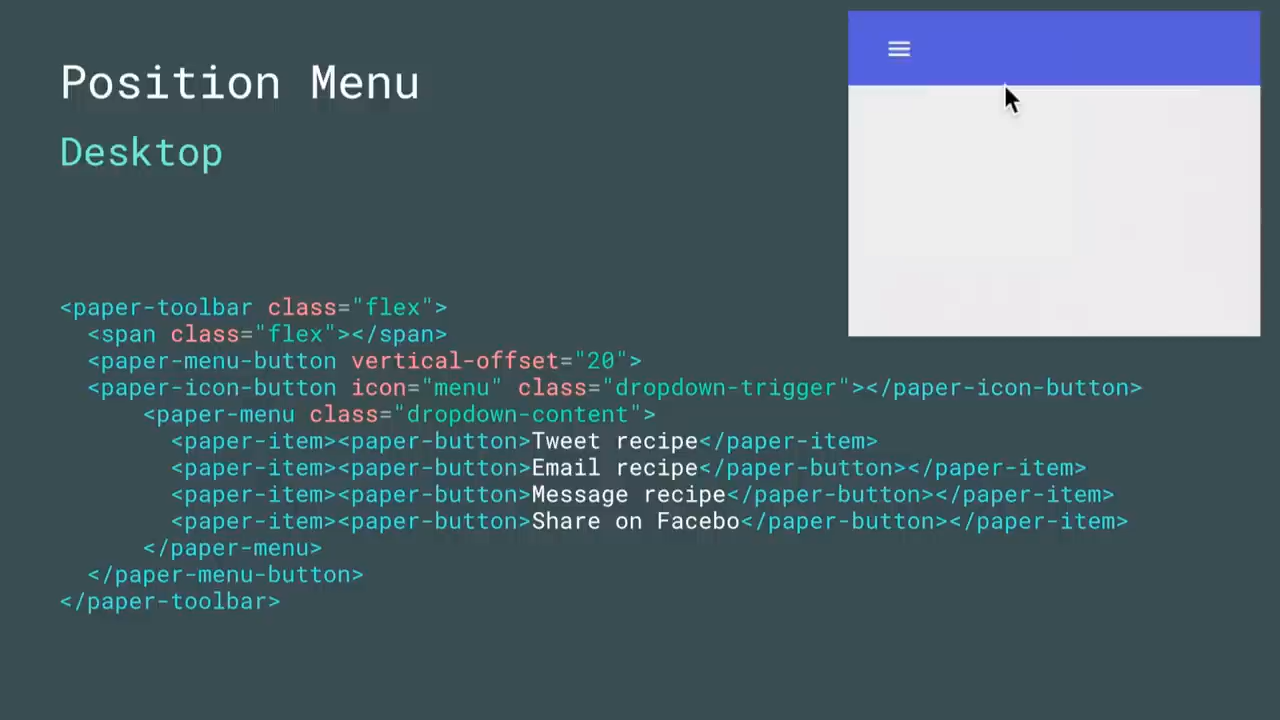 Position Menu
Desktop
<paper-toolbar class="flex">
  <span class="flex"></span>
  <paper-menu-button vertical-offset="20">
  <paper-icon-button icon="menu" class="dropdown-trigger"></paper-icon-button>
      <paper-menu class="dropdown-content">
        <paper-item><paper-button>Tweet recipe</paper-item>
        <paper-item><paper-button>Email recipe</paper-button></paper-item>
        <paper-item><paper-button>Message recipe</paper-button></paper-item>
        <paper-item><paper-button>Share on Facebo</paper-button></paper-item>
      </paper-menu>
  </paper-menu-button>
</paper-toolbar>